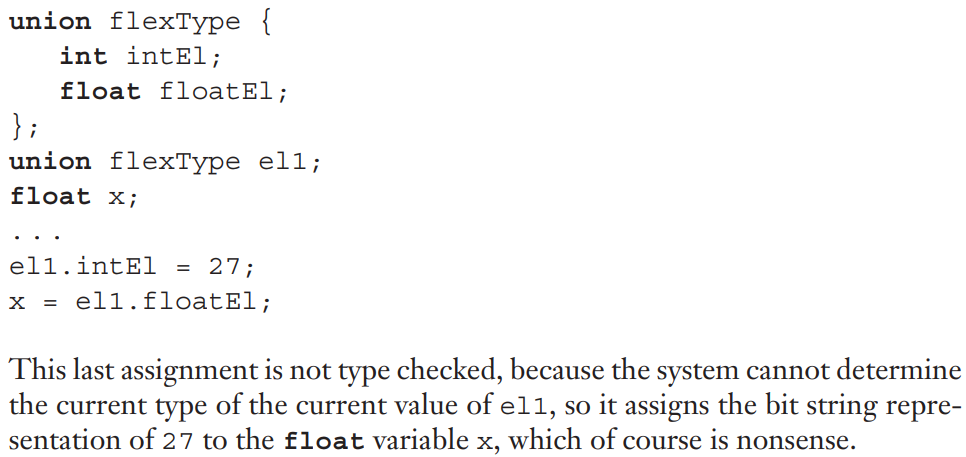 union flexType {
   int intEl;
   float floatEl;
};
union flexType el1;
float x;
...
el1.intEl = 27;
x = el1.floatEl;
This last assignment is not type checked, because the system cannot determine
the current type of the current value of el1, so it assigns the bit string repre-
sentation of 27 to the float variable x, which of course is nonsense.